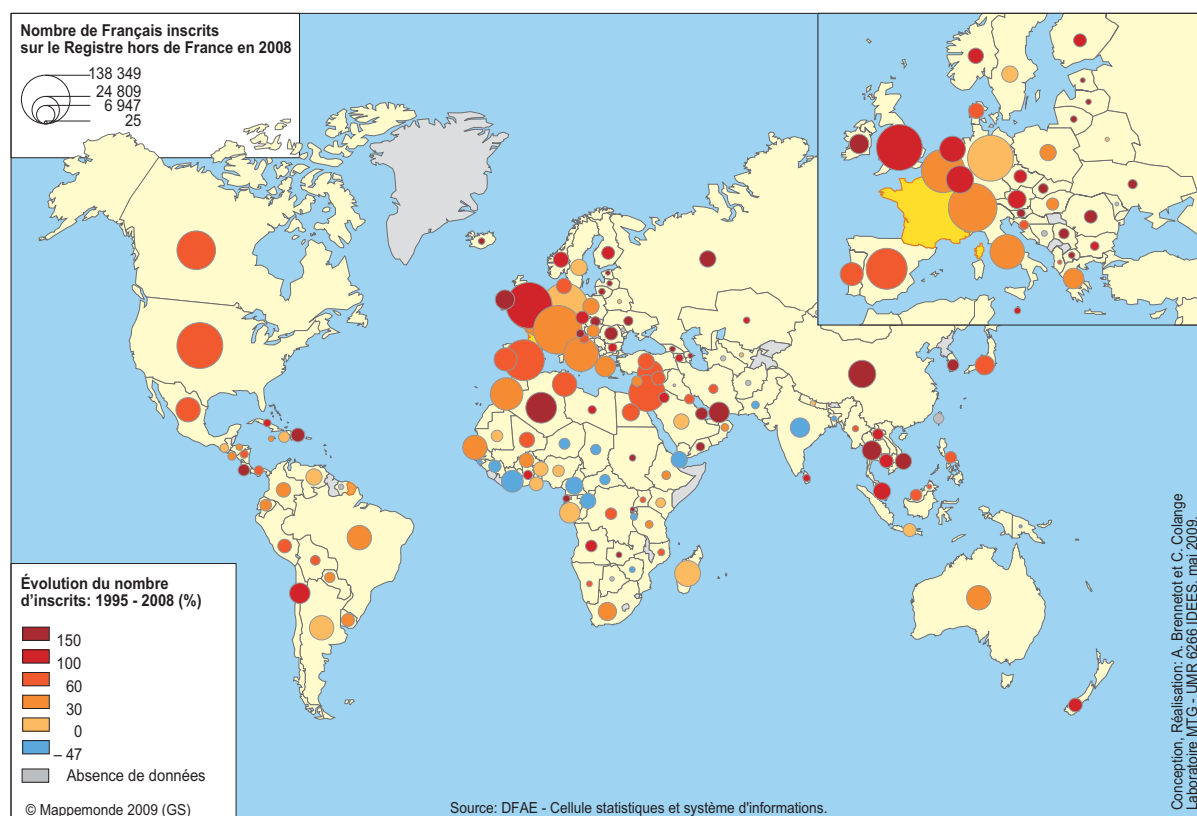 Nombre de Français inscrits
sur le Registre hors de France en 2008
138 349
24 809
6 947
25
Évolution du nombre
d'inscrits: 1995 - 2008 (%)
150
100
60
30
0
– 47
Absence de données
© Mappemonde 2009 (GS)
Source: DFAE - Cellule statistiques et système d'informations.
Conception, Réalisation: A. Brennetot et C. Colange
Laboratoire MTG - UMR 6266 IDEES, mai 2009.